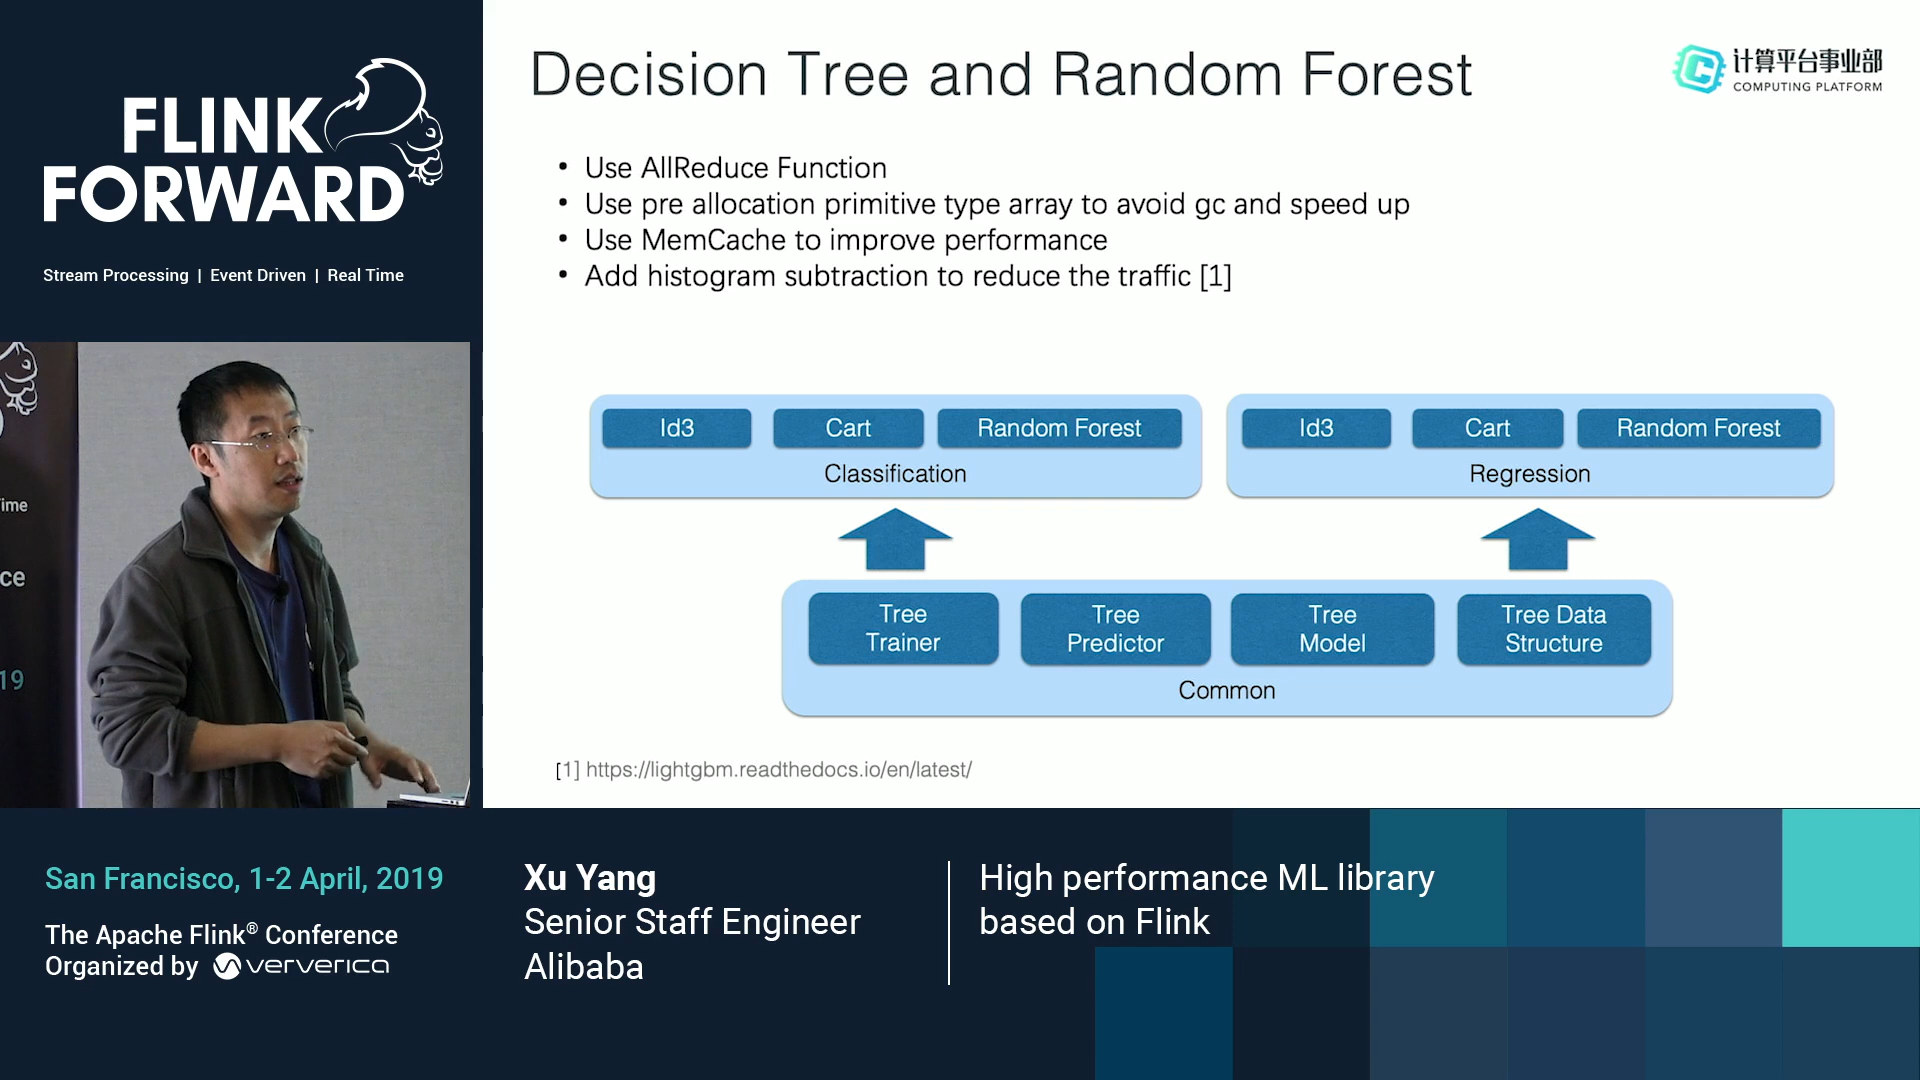 FLINK
FORWARD
Stream Processing | Event Driven | Real Time
Decision Tree and Random Forest
计算平台事业部
COMPUTING PLATFORM
• Use AllReduce Function
• Use pre allocation primitive type array to avoid gc and speed up
• Use MemCache to improve performance
• Add histogram subtraction to reduce the traffic [1]
Id3
Cart
Random Forest
Classification
Id3
Cart
Random Forest
Regression
Tree
Trainer
Tree
Predictor
Tree
Model
Tree Data
Structure
Common
[1] https://lightgbm.readthedocs.io/en/latest/
ime
ce
19
San Francisco, 1-2 April, 2019
The Apache Flink® Conference
Organized by ververica
Xu Yang
Senior Staff Engineer
Alibaba
High performance ML library
based on Flink